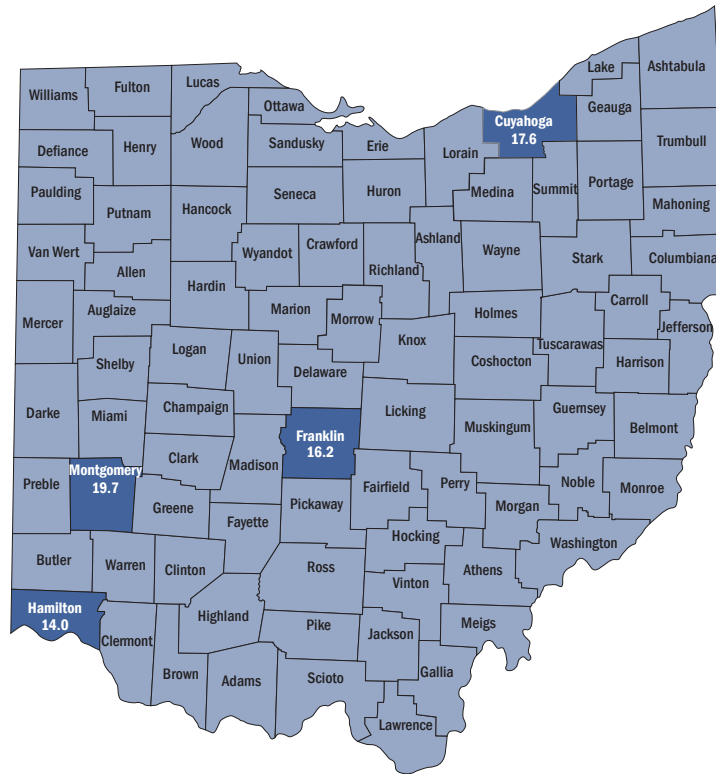 Lake
Ashtabula
Lucas
Fulton
Williams
Ottawa
Geauga
Cuyahoga
17.6
Wood
Sandusky
Erie
Trumbull
Defiance
Henry
Lorain
Huron
Medina
Summit
Portage
Paulding
Seneca
Mahoning
Putnam
Hancock
Crawford
Ashland
Van Wert
Wyandot
Wayne
Stark
Columbiana
Allen
Richland
Hardin
Carroll
Auglaize
Marion
Holmes
Mercer
Morrow
Jefferson
Knox
Tuscarawas
Logan
Union
Coshocton
Harrison
Shelby
Delaware
Champaign
Guernsey
Darke
Miami
Licking
Muskingum
Belmont
Franklin
16.2
Clark
Madison
Montgomery
19.7
Preble
Perry
Noble
Monroe
Fairfield
Greene
Pickaway
Morgan
Fayette
Hocking
Washington
Butler
Warren
Clinton
Ross
Athens
Vinton
Hamilton
14.0
Highland
Meigs
Pike
Jackson
Clermont
Gallia
Brown
Adams
Scioto
Lawrence